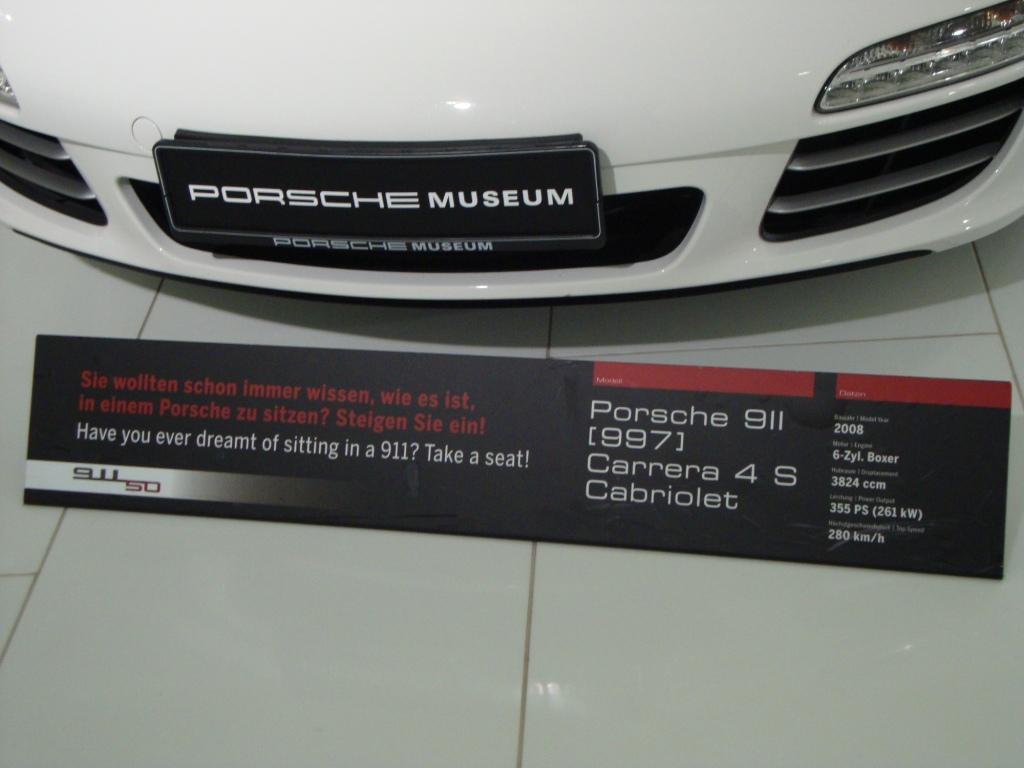 PORSCHE MUSEUM
PORSCHE MUSEUM
Sie wollten schon immer wissen, wie es ist,
in einem Porsche zu sitzen? Steigen Sie ein!
Have you ever dreamt of sitting in a 911? Take a seat!
911 50
Modell
Porsche 911
[997]
Carrera 4 S
Cabriolet
Daten
Baujahr | Model Year
2008
Motor | Engine
6-Zyl. Boxer
Hubraum | Displacement
3824 ccm
Leistung | Power Output
355 PS (261 kW)
Höchstgeschwindigkeit | Top Speed
280 km/h